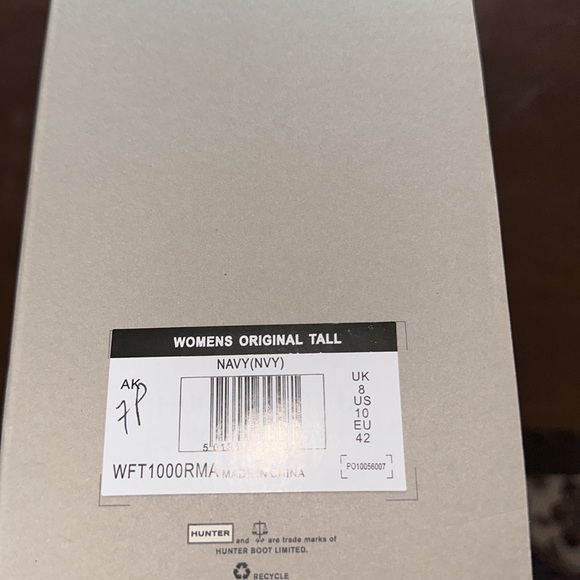 WOMENS ORIGINAL TALL
NAVY(NVY)
AK
7P
UK
8
US
10
EU
42
WFT1000RMA
MADE IN CHINA
PO10056007
HUNTER and are trade marks of
HUNTER BOOT LIMITED.
RECYCLE